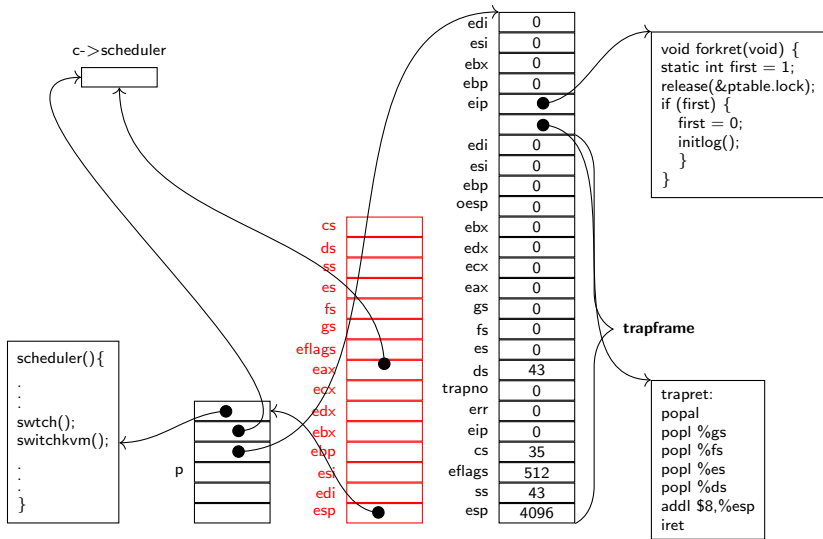 c->scheduler
scheduler(){
.
.
.
swtch();
switchkvm();
.
.
.
}
p
cs
ds
ss
es
fs
gs
eflags
eax
ecx
edx
ebx
ebp
esi
edi
esp
edi 0
esi 0
ebx 0
ebp 0
eip
edi 0
esi 0
ebp 0
oesp 0
ebx 0
edx 0
ecx 0
eax 0
gs 0
fs 0
es 0
ds 43
trapno 0
err 0
eip 0
cs 35
eflags 512
ss 43
esp 4096
void forkret(void) {
static int first = 1;
release(&ptable.lock);
if (first) {
first = 0;
initlog();
}
}
trapframe
trapret:
popal
popl %gs
popl %fs
popl %es
popl %ds
addl $8,%esp
iret